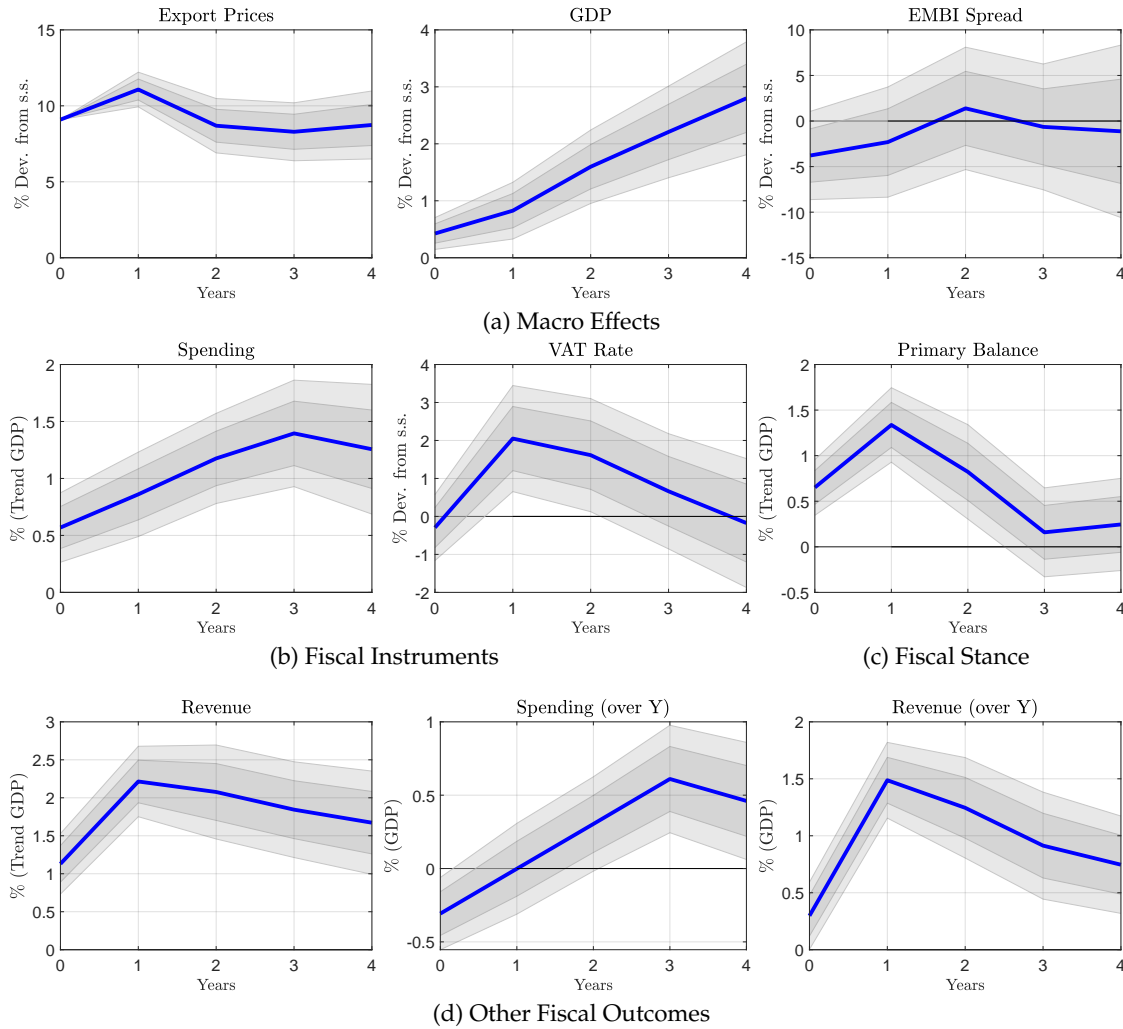 Export Prices
% Dev. from s.s.
15
10
5
0
0 1 2 3 4
Years
GDP
% Dev. from s.s.
4
3
2
1
0
0 1 2 3 4
Years
EMBI Spread
% Dev. from s.s.
10
5
0
-5
-10
-15
0 1 2 3 4
Years
(a) Macro Effects
Spending
% (Trend GDP)
2
1.5
1
0.5
0
0 1 2 3 4
Years
VAT Rate
% Dev. from s.s.
4
3
2
1
0
-1
-2
0 1 2 3 4
Years
Primary Balance
% (Trend GDP)
2
1.5
1
0.5
0
-0.5
0 1 2 3 4
Years
(b) Fiscal Instruments
(c) Fiscal Stance
Revenue
% (Trend GDP)
3
2.5
2
1.5
1
0.5
0
0 1 2 3 4
Years
Spending (over Y)
% (GDP)
1
0.5
0
-0.5
0 1 2 3 4
Years
Revenue (over Y)
% (GDP)
2
1.5
1
0.5
0
0 1 2 3 4
Years
(d) Other Fiscal Outcomes